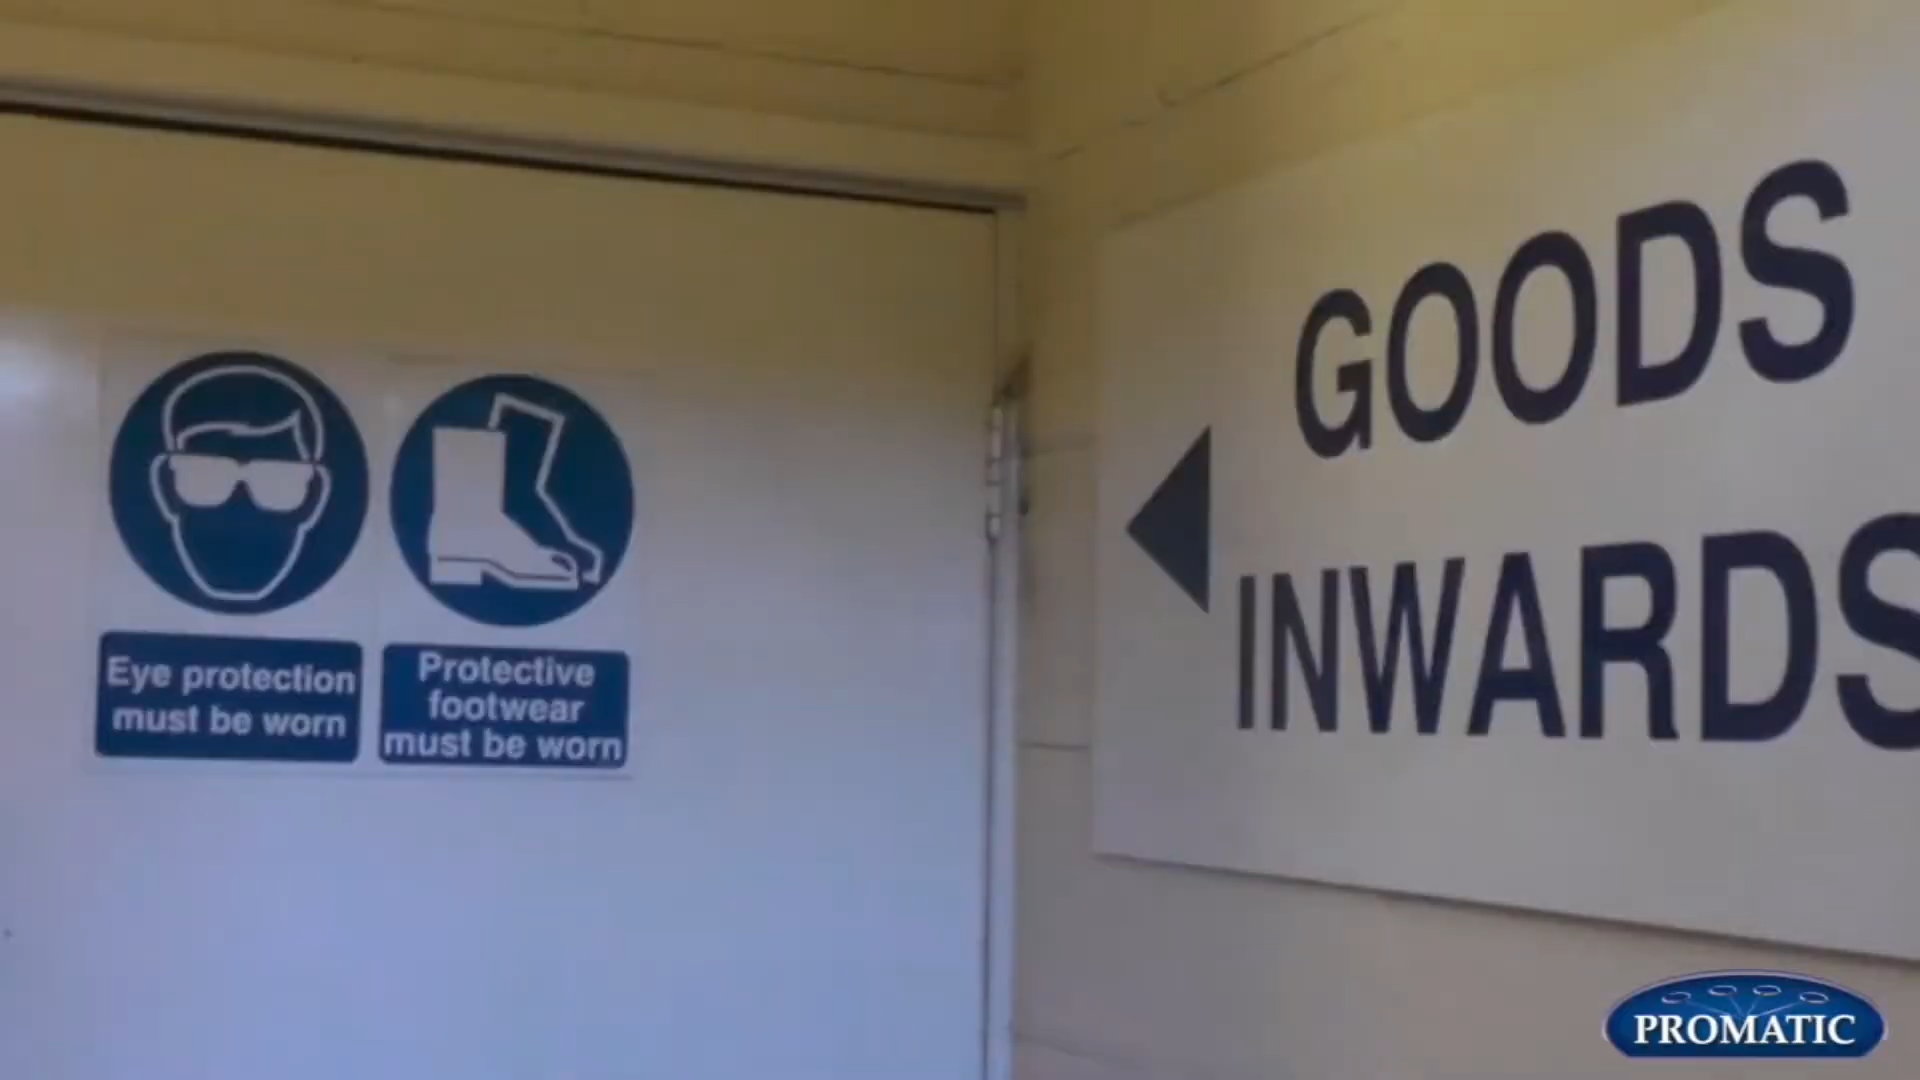 Eye protection
must be worn
Protective
footwear
must be worn
GOODS
INWARDS
PROMATIC